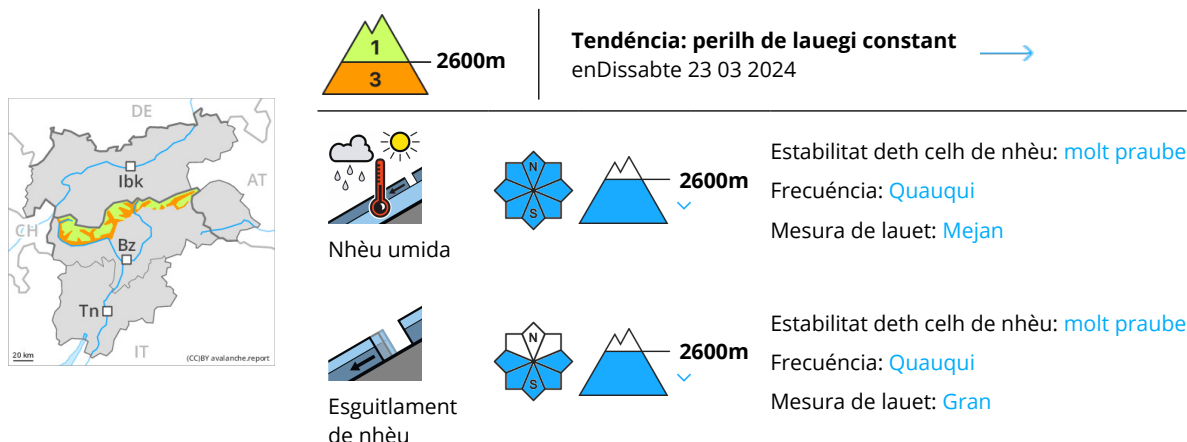 1
3
2600m
Tendéncia: perilh de lauegi constant
enDissabte 23 03 2024
DE
Ibk
AT
CH
Bz
Tn
IT
20 km
(CC)BY avalanche.report
Nhèu umida
N
S
2600m
Estabilitat deth celh de nhèu: molt praube
Frecuéncia: Quauqui
Mesura de lauet: Mejan
Esguitlament
de nhèu
N
S
2600m
Estabilitat deth celh de nhèu: molt praube
Frecuéncia: Quauqui
Mesura de lauet: Gran